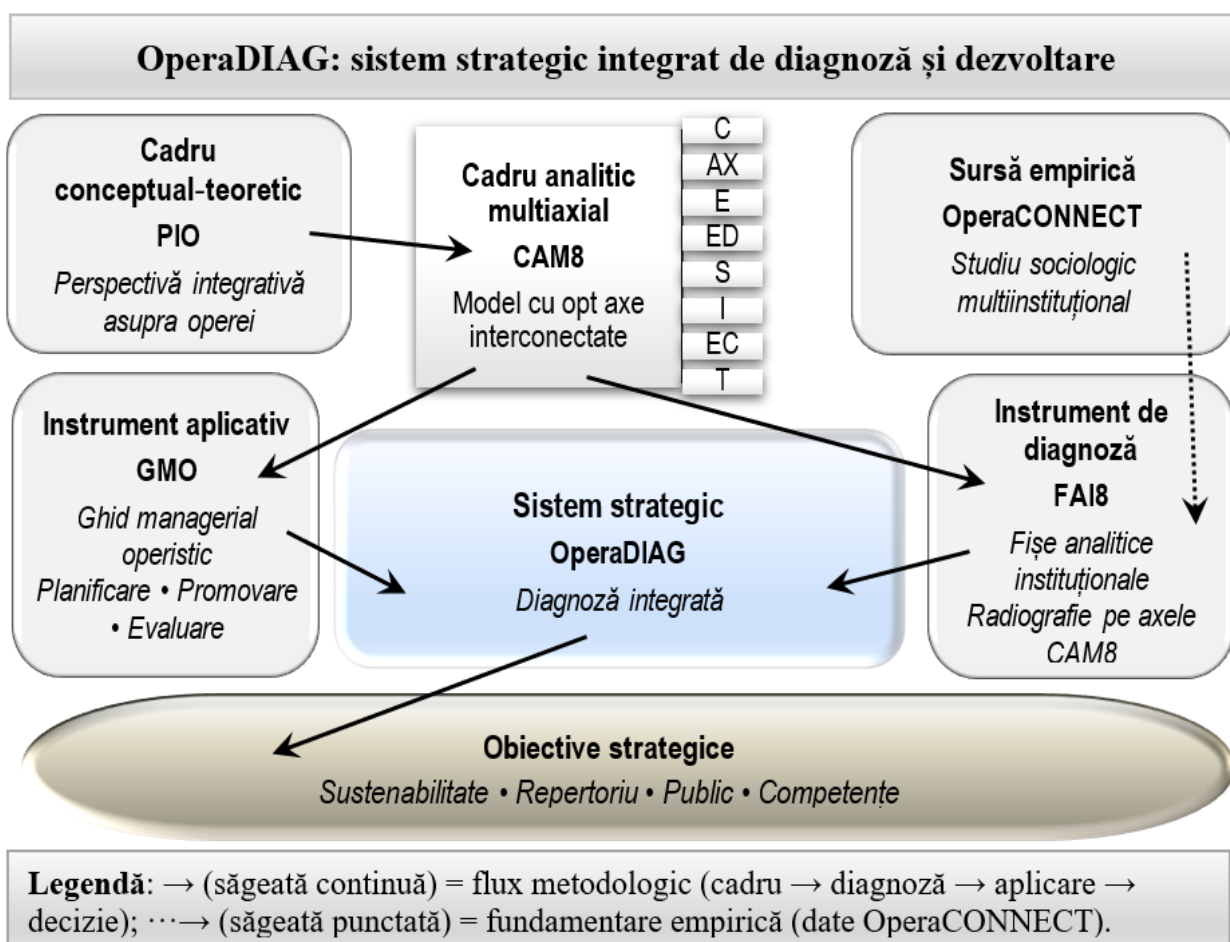 OperaDIAG: sistem strategic integrat de diagnoză și dezvoltare
Cadru
conceptual-teoretic
PIO
Perspectivă integrativă
asupra operei
Cadru analitic
multiaxial
CAM8
Model cu opt axe
interconectate
C
AX
E
ED
S
I
EC
T
Sursă empirică
OperaCONNECT
Studiu sociologic
multiinstituțional
Instrument aplicativ
GMO
Ghid managerial
operistic
Planificare • Promovare
• Evaluare
Sistem strategic
OperaDIAG
Diagnoză integrată
Instrument de
diagnoză
FAI8
Fișe analitice
instituționale
Radiografie pe axele
CAM8
Obiective strategice
Sustenabilitate • Repertoriu • Public • Competențe
Legendă: → (săgeată continuă) = flux metodologic (cadru → diagnoză → aplicare →
decizie); ⋯→ (săgeată punctată) = fundamentare empirică (date OperaCONNECT).